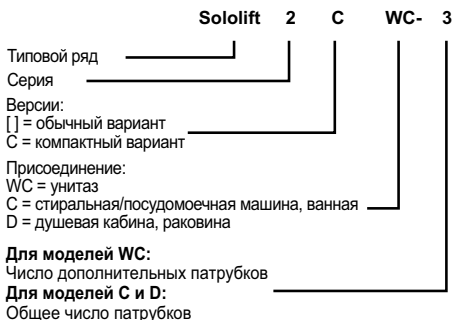 Sololift 2 C WC- 3
Типовой ряд
Серия
Версии:
[ ] = обычный вариант
C = компактный вариант
Присоединение:
WC = унитаз
C = стиральная/посудомоечная машина, ванная
D = душевая кабина, раковина
Для моделей WC:
Число дополнительных патрубков
Для моделей C и D:
Общее число патрубков